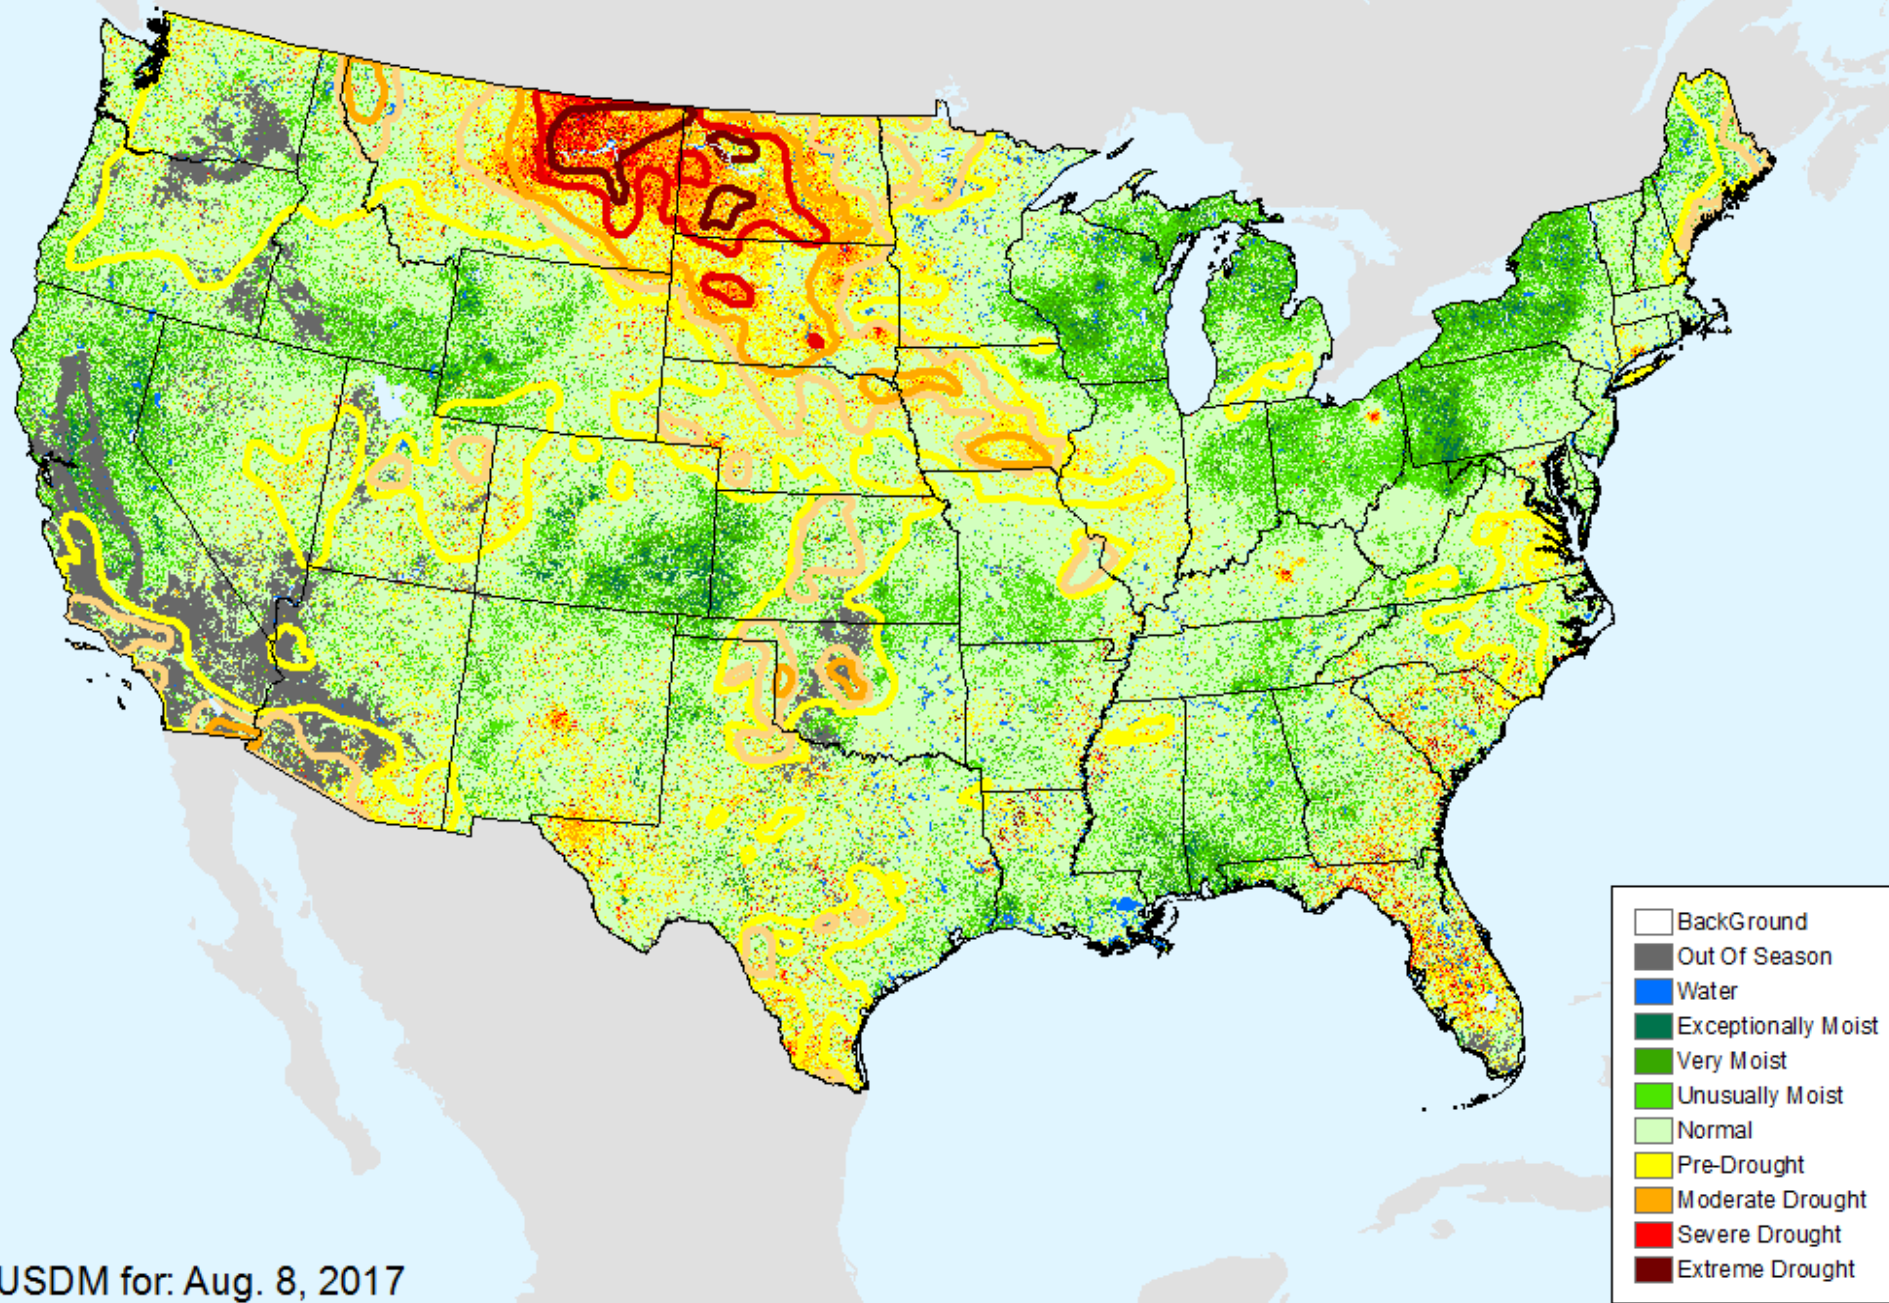 BackGround
Out Of Season
Water
Exceptionally Moist
Very Moist
Unusually Moist
Normal
Pre-Drought
Moderate Drought
Severe Drought
Extreme Drought
USDM for: Aug. 8, 2017